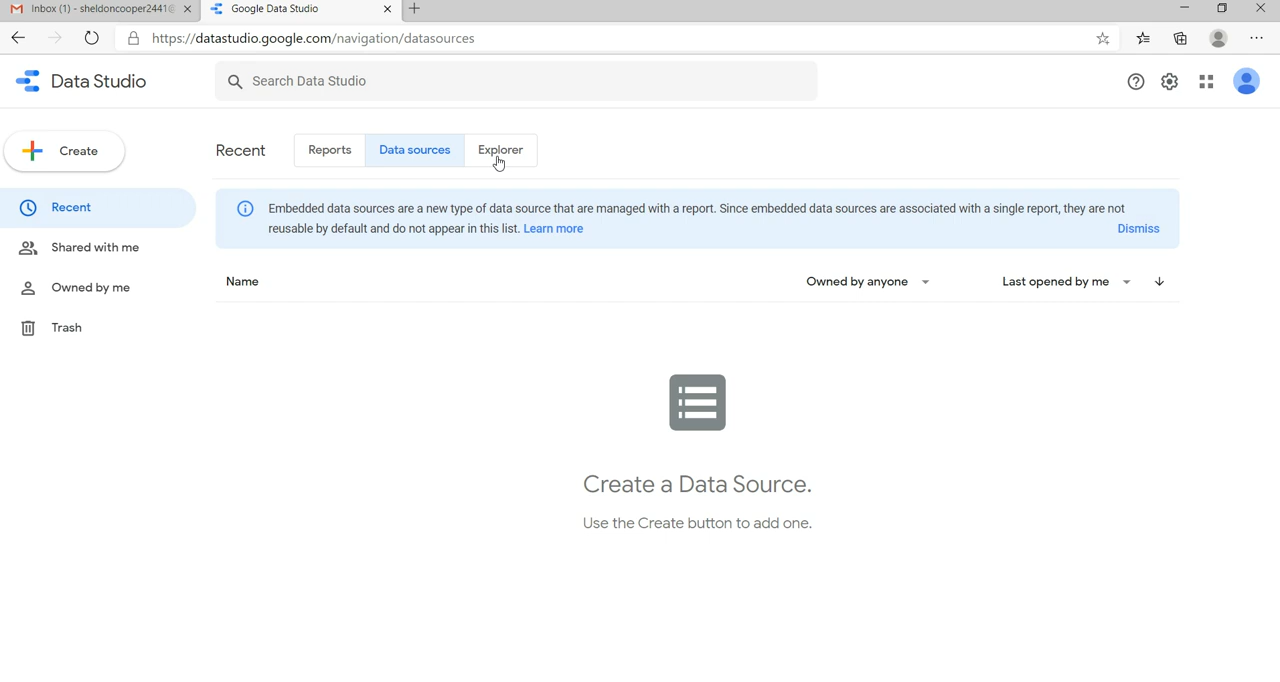 Inbox (1) - sheldoncooper2441@
Google Data Studio
https://datastudio.google.com/navigation/datasources
Data Studio
Search Data Studio
Create
Recent
Reports
Data sources
Explorer
Recent
Shared with me
Owned by me
Trash
Embedded data sources are a new type of data source that are managed with a report. Since embedded data sources are associated with a single report, they are not
reusable by default and do not appear in this list. Learn more
Dismiss
Name
Owned by anyone
Last opened by me
Create a Data Source.
Use the Create button to add one.